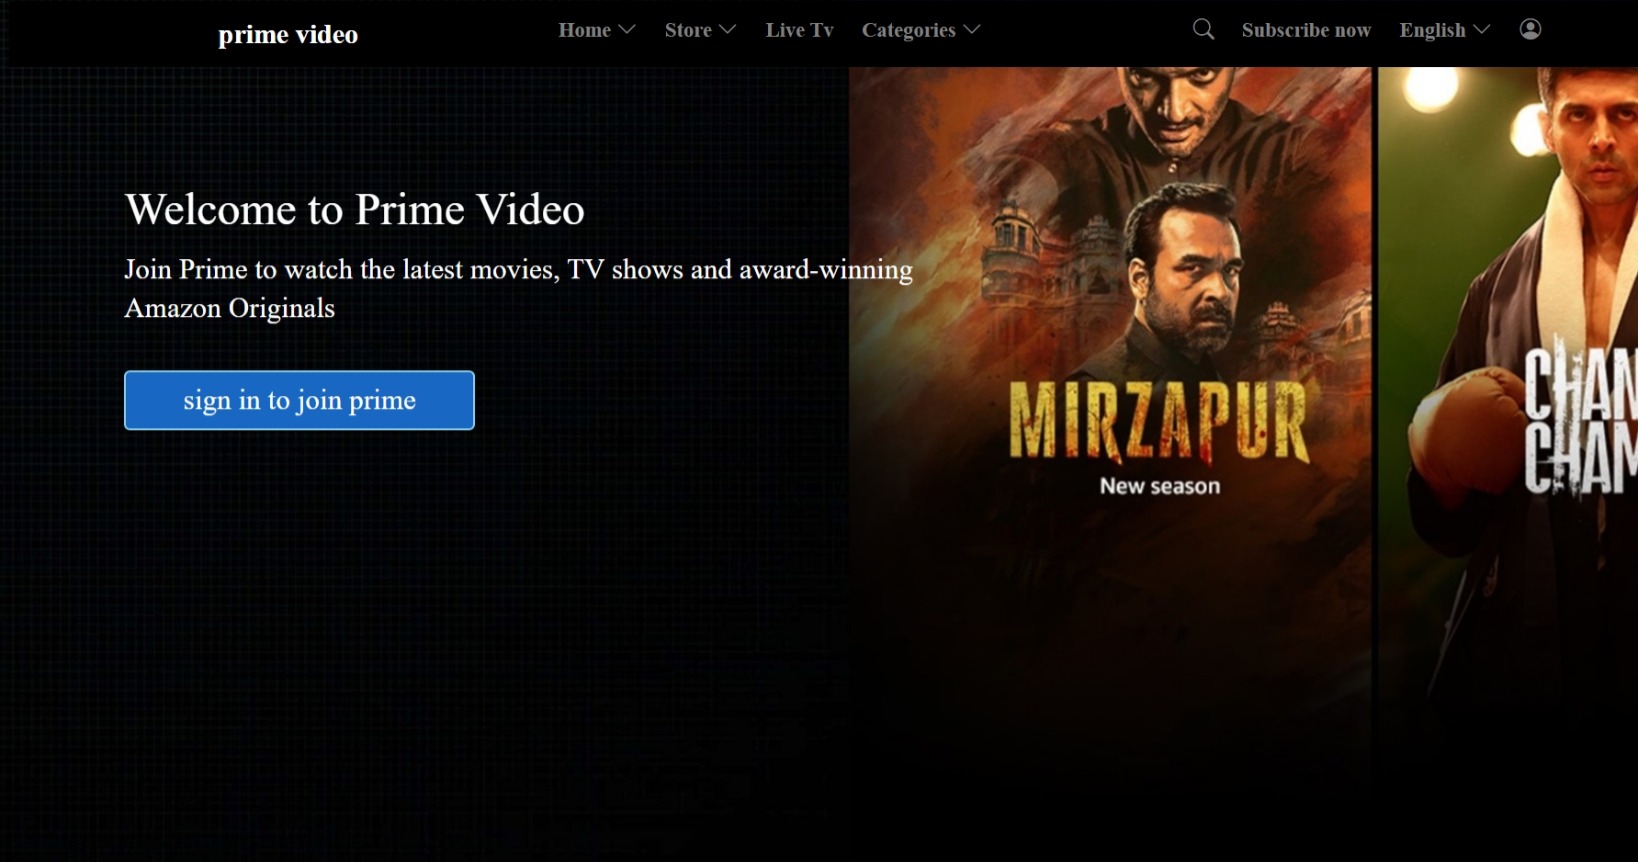 prime video
Home
Store
Live Tv
Categories
Subscribe now
English
Welcome to Prime Video
Join Prime to watch the latest movies, TV shows and award-winning
Amazon Originals
sign in to join prime
MIRZAPUR
New season
CHAN
CHAM